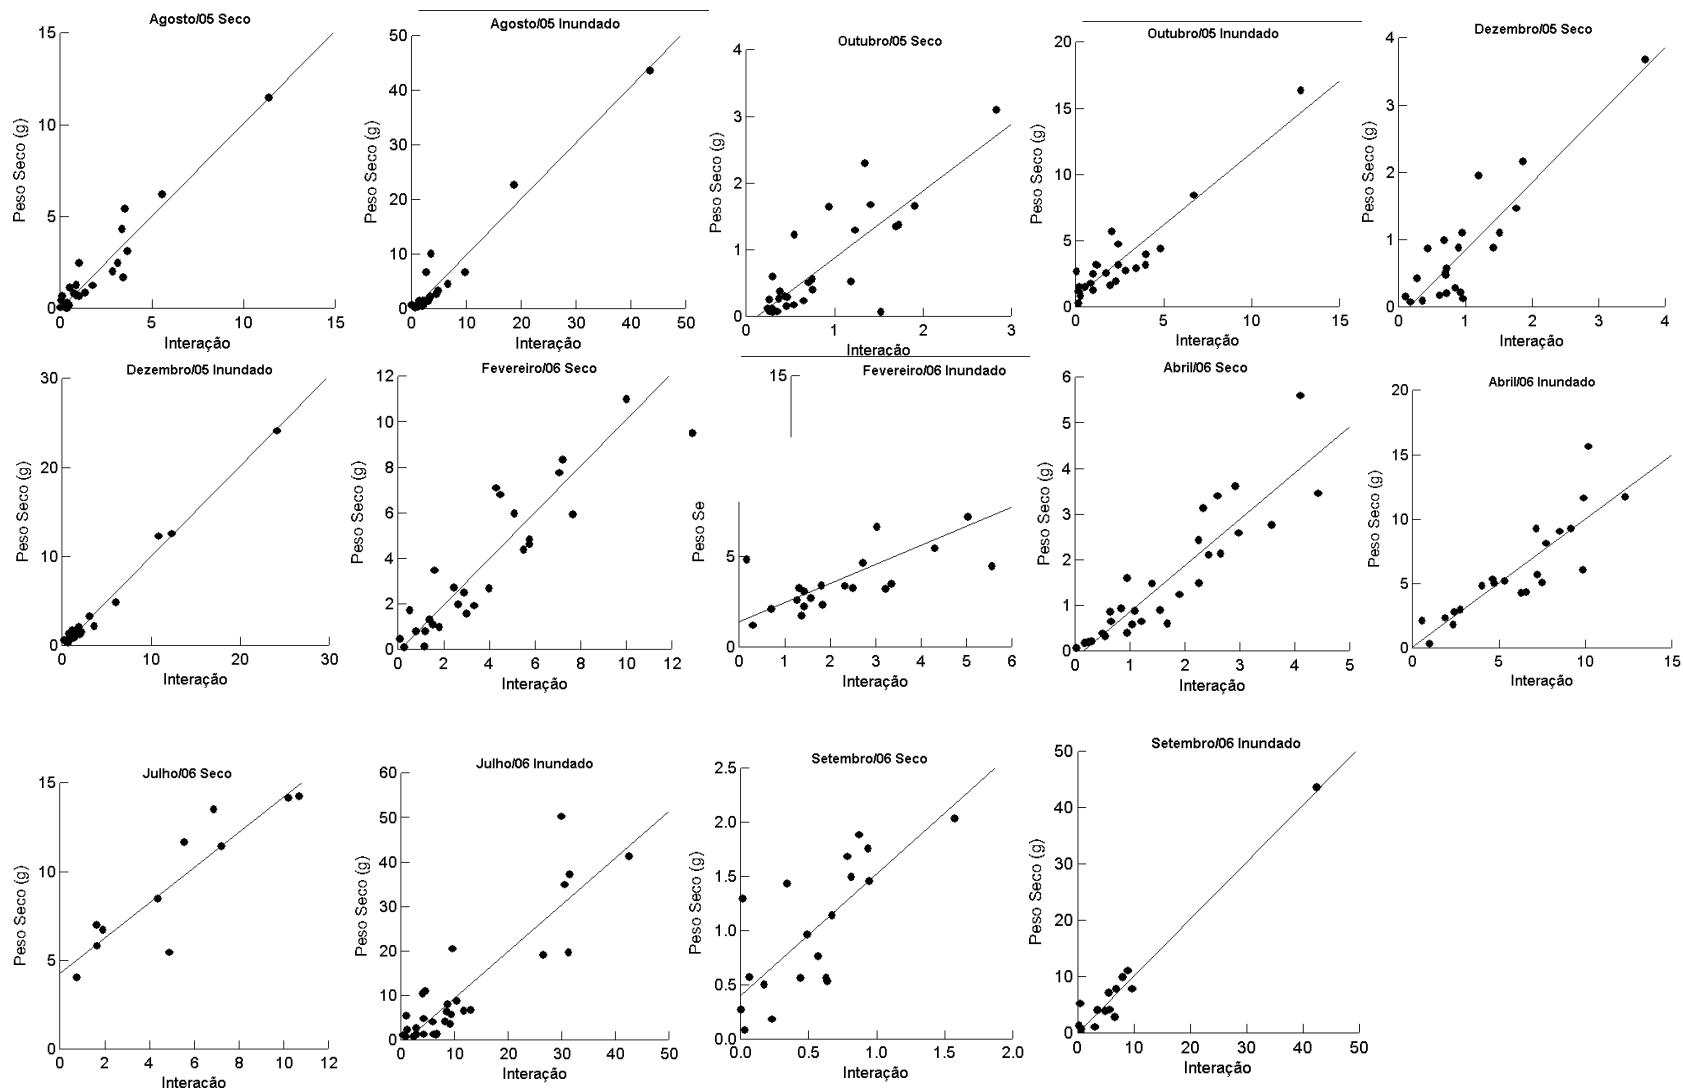 Agosto/05 Seco
15
10
5
0
0 5 10 15
Peso Seco (g)
Interação
Agosto/05 Inundado
50
40
30
20
10
0
0 10 20 30 40 50
Peso Seco (g)
Interação
Outubro/05 Seco
4
3
2
1
0
0 1 2 3
Peso Seco (g)
Interação
Outubro/05 Inundado
20
15
10
5
0
0 5 10 15
Peso Seco (g)
Interação
Dezembro/05 Seco
4
3
2
1
0
0 1 2 3 4
Peso Seco (g)
Interação
Dezembro/05 Inundado
30
20
10
0
0 10 20 30
Peso Seco (g)
Interação
Fevereiro/06 Seco
12
10
8
6
4
2
0
0 2 4 6 8 10 12
Peso Seco (g)
Interação
Fevereiro/06 Inundado
15
5
0
0 1 2 3 4 5 6
Peso Se
Interação
Abril/06 Seco
6
5
4
3
2
1
0
0 1 2 3 4 5
Peso Seco (g)
Interação
Abril/06 Inundado
20
15
10
5
0
0 5 10 15
Peso Seco (g)
Interação
Julho/06 Seco
15
10
5
0
0 2 4 6 8 10 12
Peso Seco (g)
Interação
Julho/06 Inundado
60
50
40
30
20
10
0
0 10 20 30 40 50
Peso Seco (g)
Interação
Setembro/06 Seco
2.5
2.0
1.5
1.0
0.5
0.0
0.0 0.5 1.0 1.5 2.0
Peso Seco (g)
Interação
Setembro/06 Inundado
50
40
30
20
10
0
0 10 20 30 40 50
Peso Seco (g)
Interação